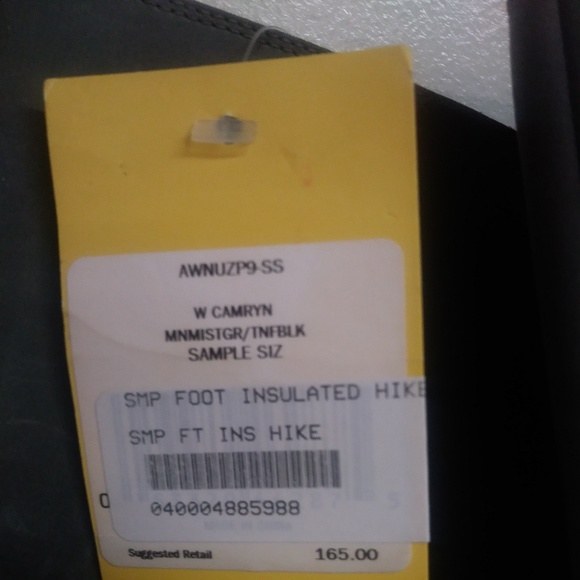 AWNUZP9-SS
W CAMRYN
MNMISTGR/TNFBLK
SAMPLE SIZ
SMP FOOT INSULATED HIKE
SMP FT INS HIKE
040004885988
Suggested Retail 165.00